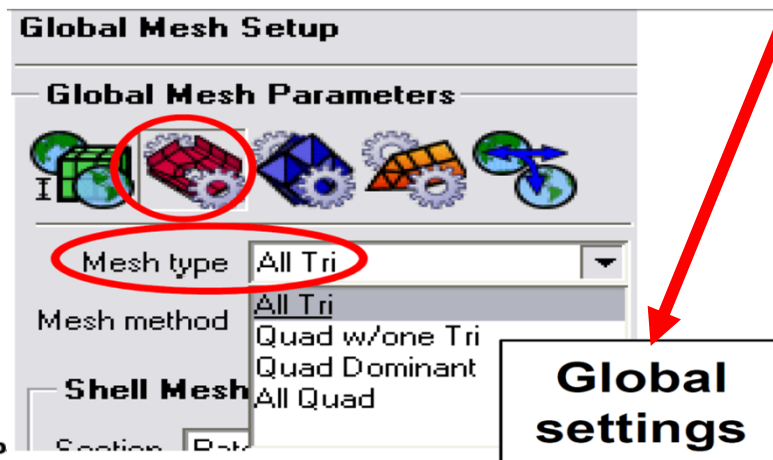 Global Mesh Setup
Global Mesh Parameters
Mesh type All Tri
All Tri
Mesh method
Quad w/one Tri
Quad Dominant
Shell Mesh
All Quad
Global
settings